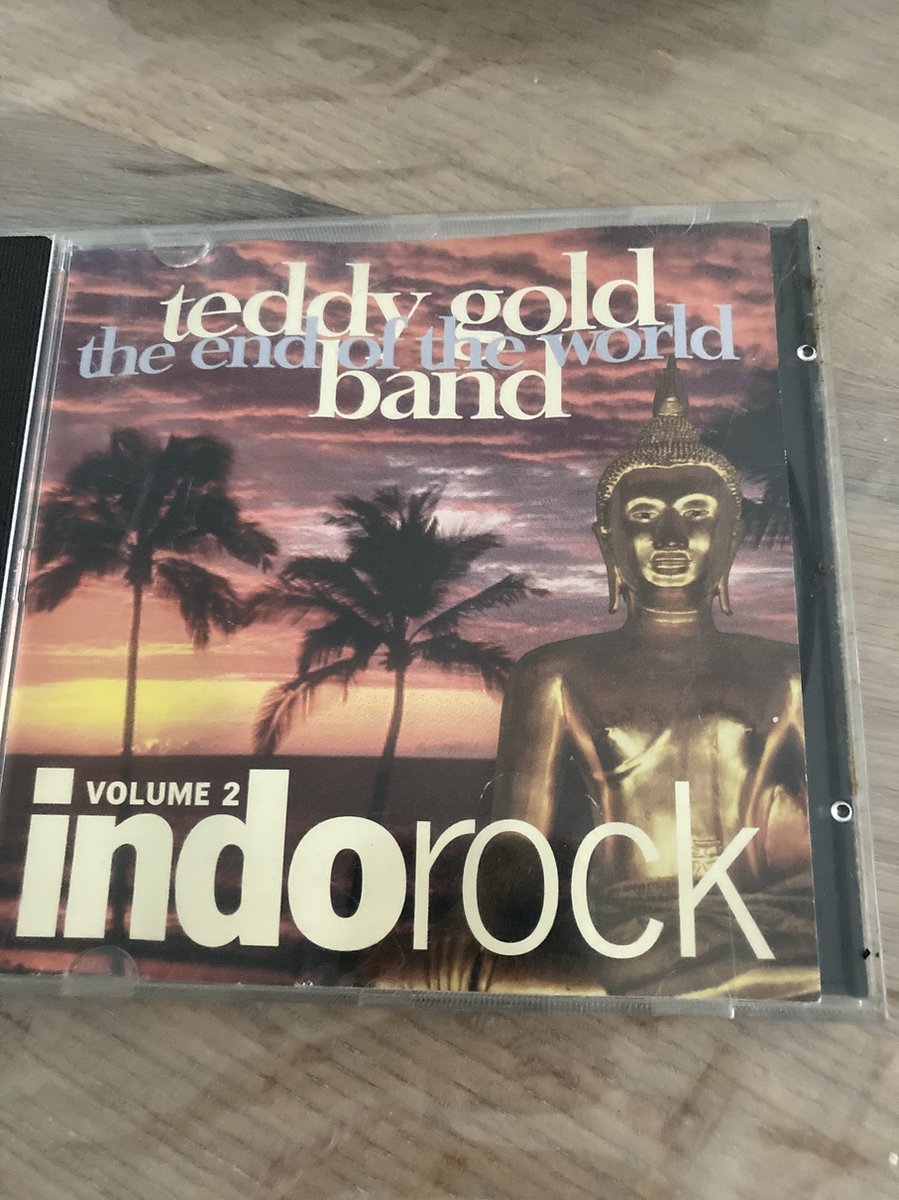 teddy gold
the end of the world
band
VOLUME 2
indorock